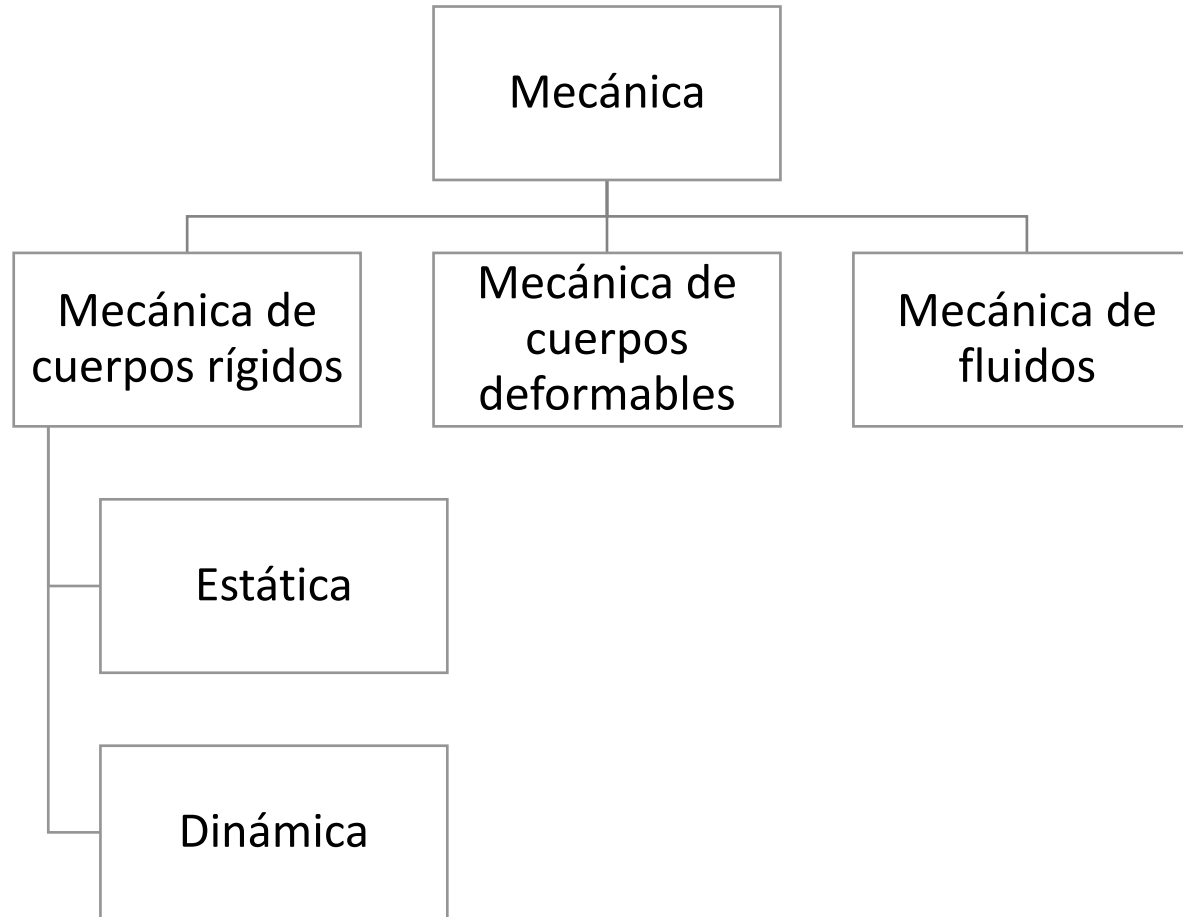 Mecánica
Mecánica de
cuerpos rígidos
Mecánica de
cuerpos
deformables
Mecánica de
fluidos
Estática
Dinámica